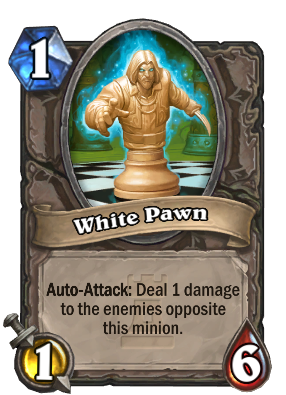 1
White Pawn
Auto-Attack: Deal 1 damage
to the enemies opposite
this minion.
1
6